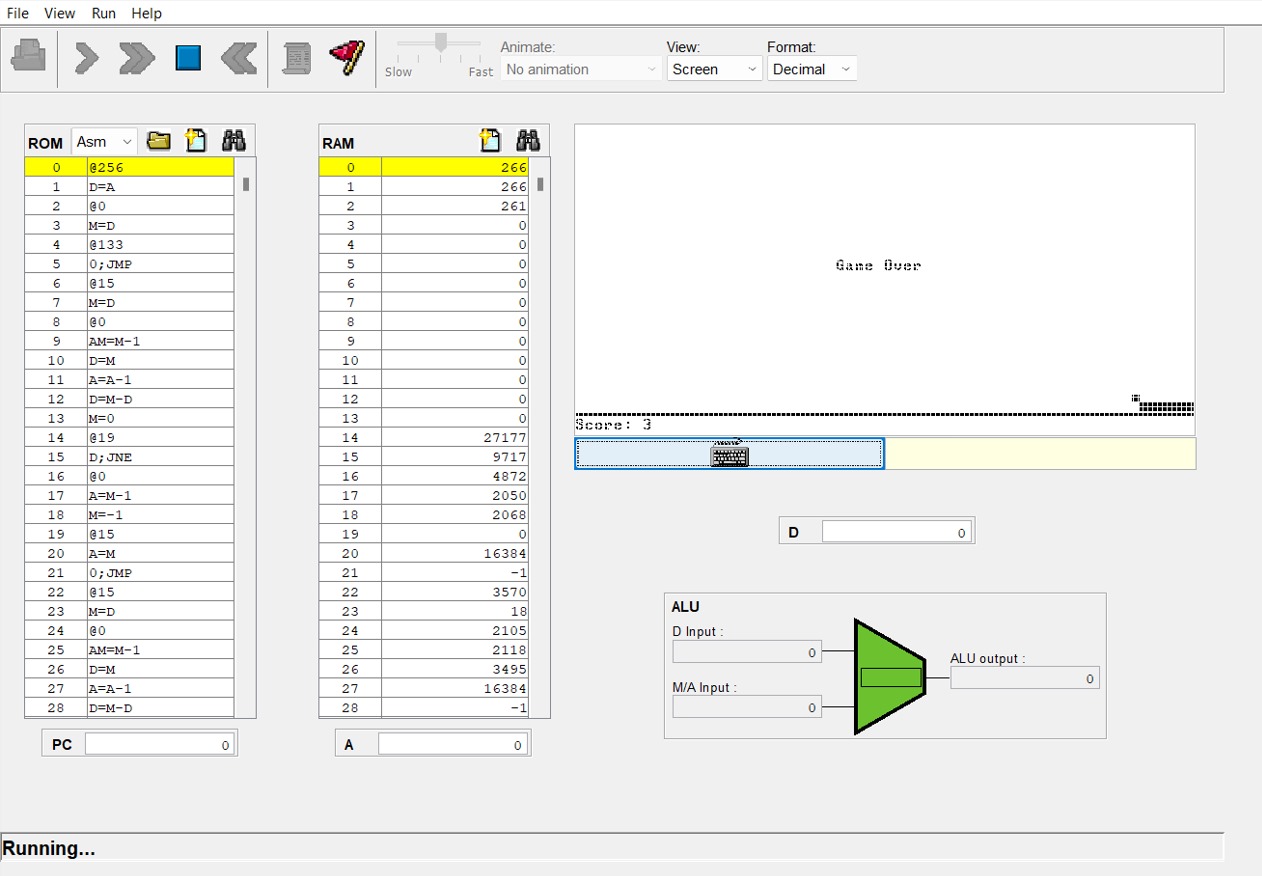 File View Run Help
Animate: View: Format:
Slow Fast No animation Screen Decimal
ROM Asm
0 @256
1 D=A
2 @0
3 M=D
4 @133
5 0;JMP
6 @15
7 M=D
8 @0
9 AM=M-1
10 D=M
11 A=A-1
12 D=M-D
13 M=0
14 @19
15 D;JNE
16 @0
17 A=M-1
18 M=-1
19 @15
20 A=M
21 0;JMP
22 @15
23 M=D
24 @0
25 AM=M-1
26 D=M
27 A=A-1
28 D=M-D
PC 0
RAM
0 266
1 266
2 261
3 0
4 0
5 0
6 0
7 0
8 0
9 0
10 0
11 0
12 0
13 0
14 27177
15 9717
16 4872
17 2050
18 2068
19 0
20 16384
21 -1
22 3570
23 18
24 2105
25 2118
26 3495
27 16384
28 -1
A 0
Game Over
Score: 3
D 0
ALU
D Input :
0
M/A Input :
0
ALU output :
0
Running...